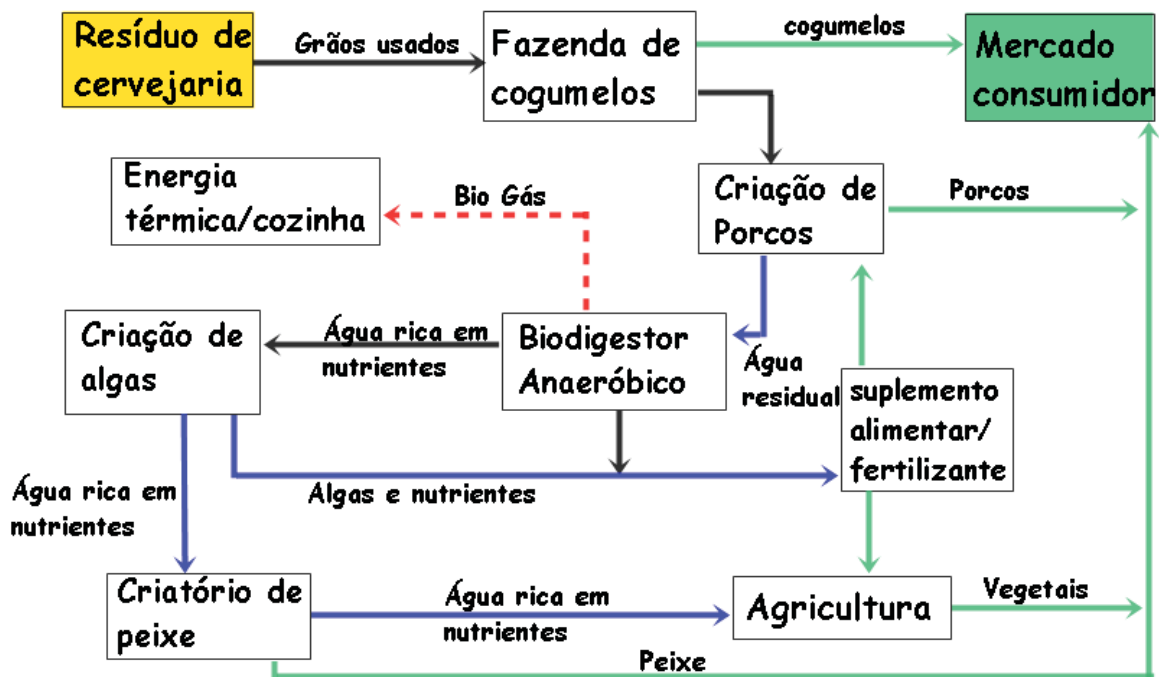 Resíduo de
cervejaria
Grãos usados
Fazenda de
cogumelos
cogumelos
Mercado
consumidor
Energia
térmica/cozinha
Bio Gás
Criação de
Porcos
Porcos
Criação de
algas
Água rica em
nutrientes
Biodigestor
Anaeróbico
Água
residual
suplemento
alimentar/
fertilizante
Água rica em
nutrientes
Algas e nutrientes
Criatório de
peixe
Água rica em
nutrientes
Agricultura
Vegetais
Peixe